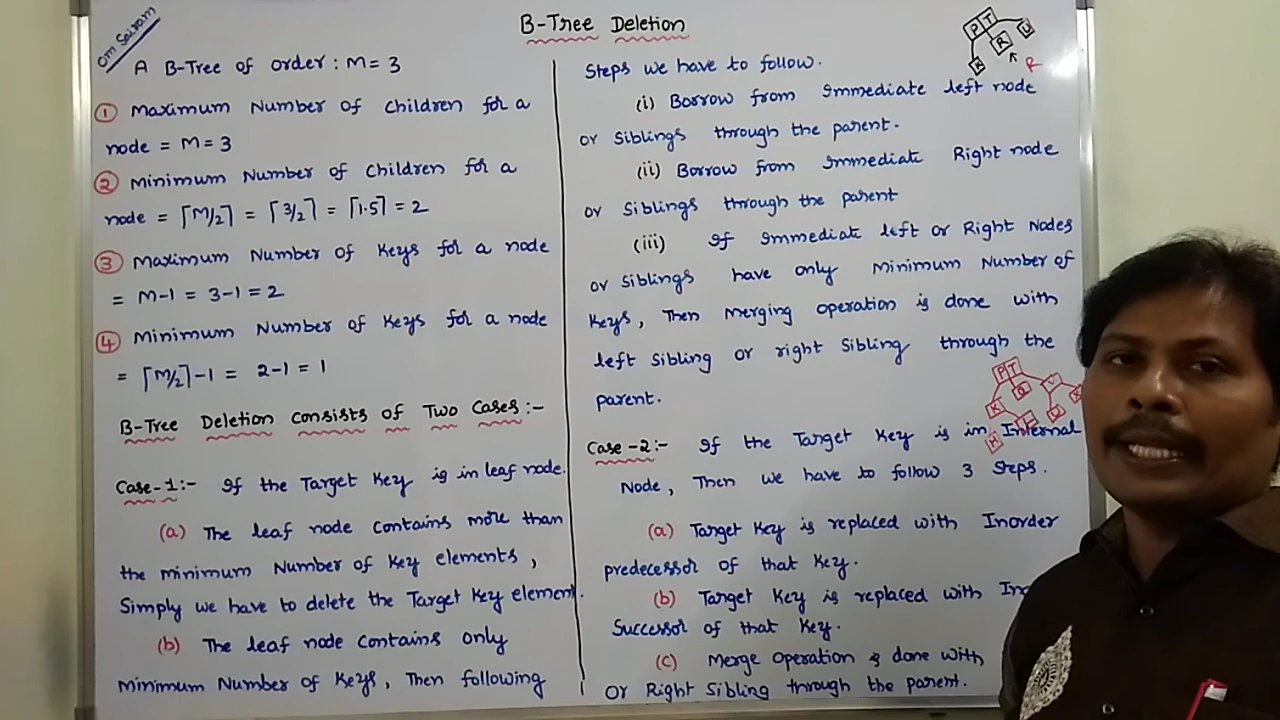 Om Sairam
B-Tree Deletion
A B-Tree of order : M = 3
① Maximum Number of children for a
node = M = 3
② Minimum Number of children for a
node = ⌈M/2⌉ = ⌈3/2⌉ = ⌈1.5⌉ = 2
③ Maximum Number of Keys for a node
= M-1 = 3-1 = 2
④ Minimum Number of Keys for a node
= ⌈M/2⌉-1 = 2-1 = 1
B-Tree Deletion consists of Two Cases:-
Case-1:- If the Target Key is in leaf node.
(a) The leaf node contains more than
the minimum Number of Key elements,
Simply we have to delete the Target Key element.
(b) The leaf node contains only
minimum Number of Keys, Then following
P T
U
R
R
Steps we have to follow.
(i) Borrow from Immediate left node
or siblings through the parent.
(ii) Borrow from Immediate Right node
or siblings through the parent
(iii) If Immediate left or Right Nodes
or siblings have only minimum Number of
Keys, Then Merging operation is done with
left sibling or right sibling through the
parent.
P T
Case-2:- If the Target Key is in Internal
Node, Then we have to follow 3 steps.
(a) Target Key is replaced with Inorder
predecessor of that Key.
(b) Target Key is replaced with
Successor of that Key.
(c) Merge operation is done with
Or Right Sibling through the parent.